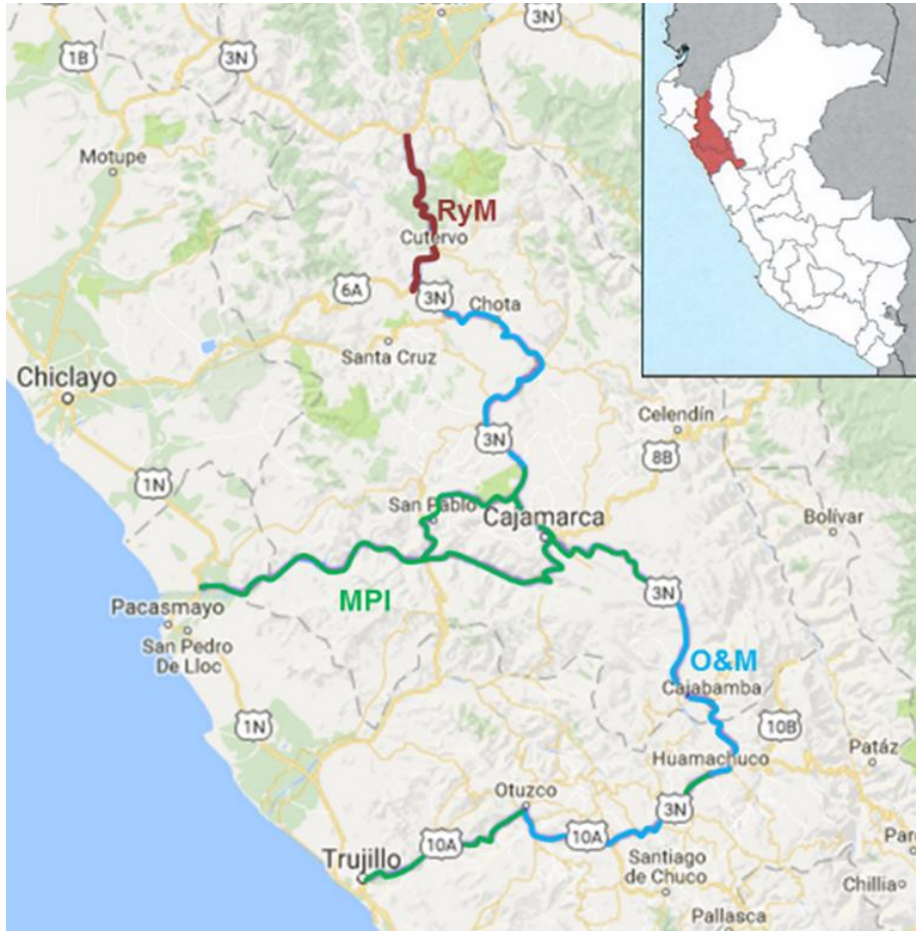 3N
1B
3N
Motupe
RyM
Cutervo
6A
3N
Chota
Santa Cruz
Chiclayo
Celendín
3N
8B
1N
San Pablo
Cajamarca
Bolívar
MPI
3N
Pacasmayo
San Pedro
De Lloc
O&M
Cajabamba
1N
10B
Huamachuco
Patáz
Otuzco
3N
10A
10A
Trujillo
Santiago
de Chuco
Chillia
Pallasca